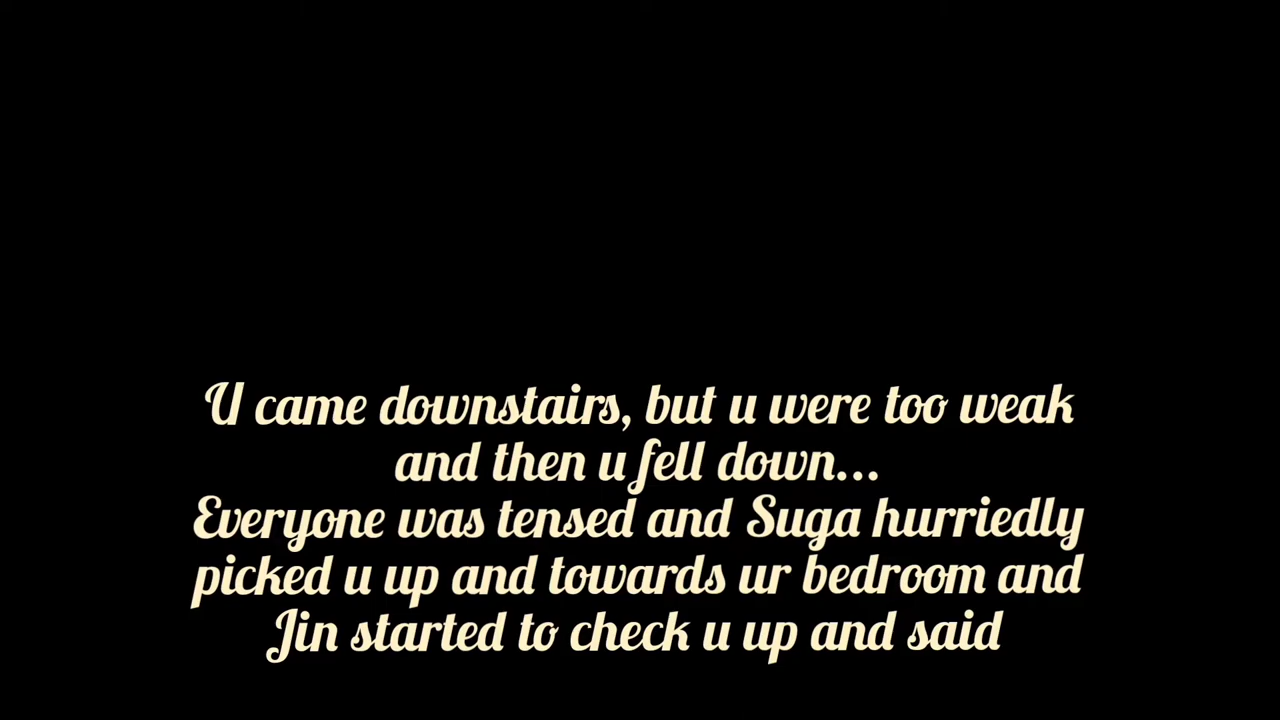 U came downstairs, but u were too weak
and then u fell down...
Everyone was tensed and Suga hurriedly
picked u up and towards ur bedroom and
Jin started to check u up and said